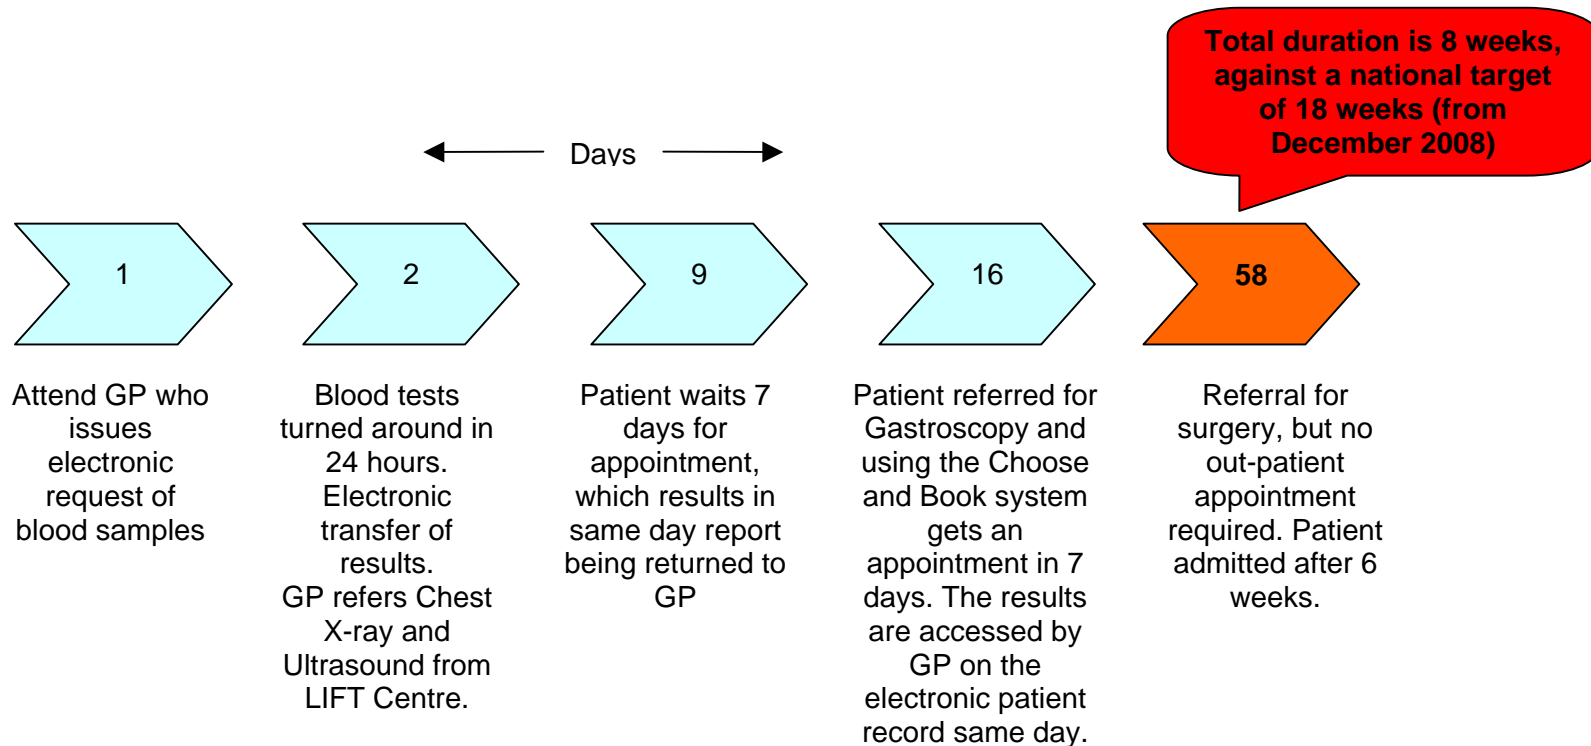 Total duration is 8 weeks,
against a national target
of 18 weeks (from
December 2008)
Days
1
2
9
16
58
Attend GP who
issues
electronic
request of
blood samples
Blood tests
turned around in
24 hours.
Electronic
transfer of
results.
GP refers Chest
X-ray and
Ultrasound from
LIFT Centre.
Patient waits 7
days for
appointment,
which results in
same day report
being returned to
GP
Patient referred for
Gastroscopy and
using the Choose
and Book system
gets an
appointment in 7
days. The results
are accessed by
GP on the
electronic patient
record same day.
Referral for
surgery, but no
out-patient
appointment
required. Patient
admitted after 6
weeks.